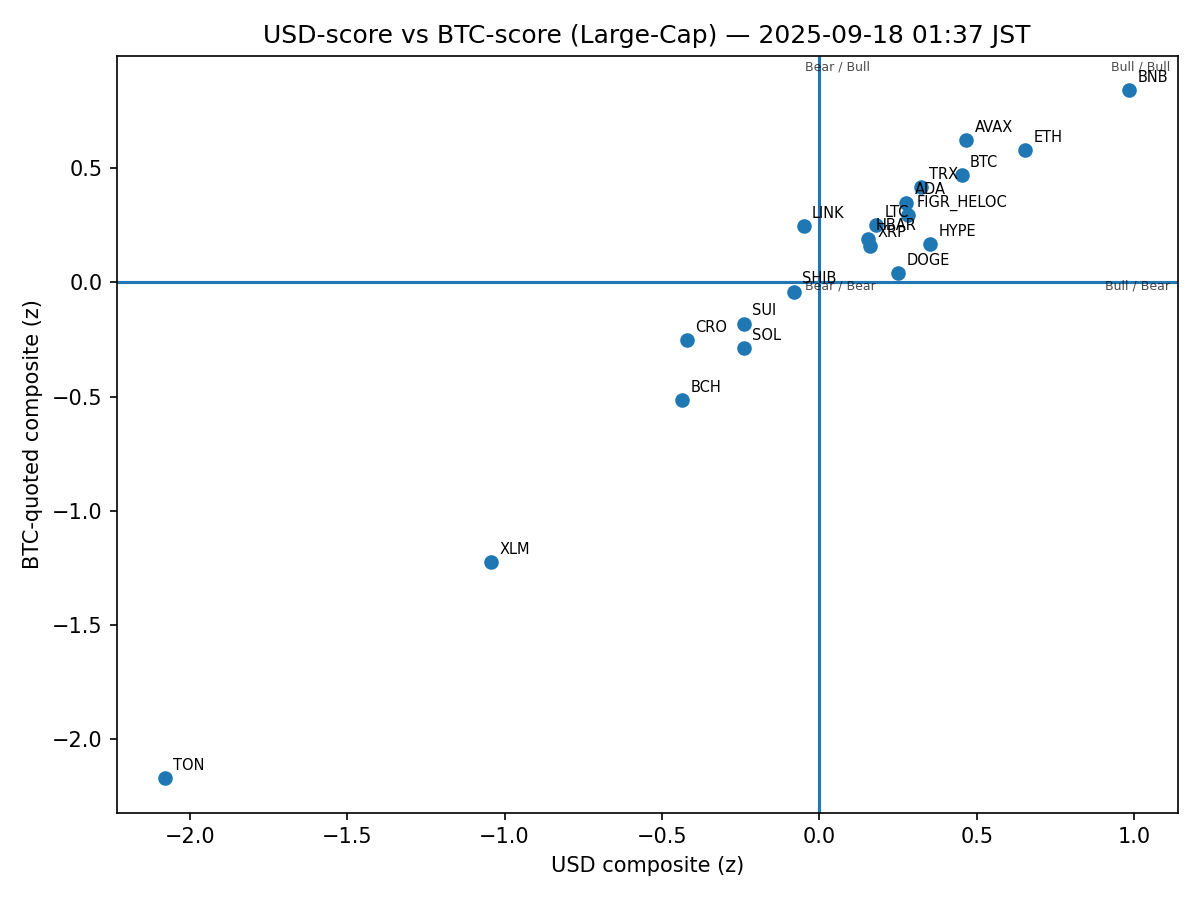 USD-score vs BTC-score (Large-Cap) — 2025-09-18 01:37 JST
Bear / Bull
Bull / Bull
BNB
AVAX
ETH
BTC
TRX
ADA
FIGR_HELOC
LINK
LTC
HBAR
XRP
HYPE
DOGE
SHIB
Bear / Bear
Bull / Bear
SUI
CRO
SOL
BCH
XLM
TON
0.5
0.0
−0.5
−1.0
−1.5
−2.0
BTC-quoted composite (z)
−2.0
−1.5
−1.0
−0.5
0.0
0.5
1.0
USD composite (z)